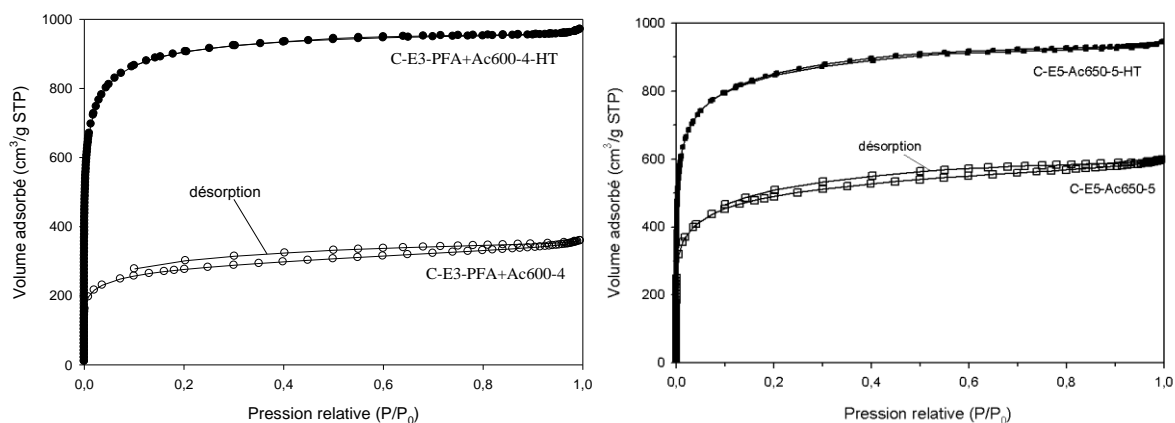 1000
800
600
400
200
0
Volume adsorbé (cm³/g STP)
C-E3-PFA+Ac600-4-HT
désorption
C-E3-PFA+Ac600-4
0,0 0,2 0,4 0,6 0,8 1,0
Pression relative (P/P₀)
1000
800
600
400
200
0
Volume adsorbé (cm³/g STP)
C-E5-Ac650-5-HT
désorption
C-E5-Ac650-5
0,0 0,2 0,4 0,6 0,8 1,0
Pression relative (P/P₀)